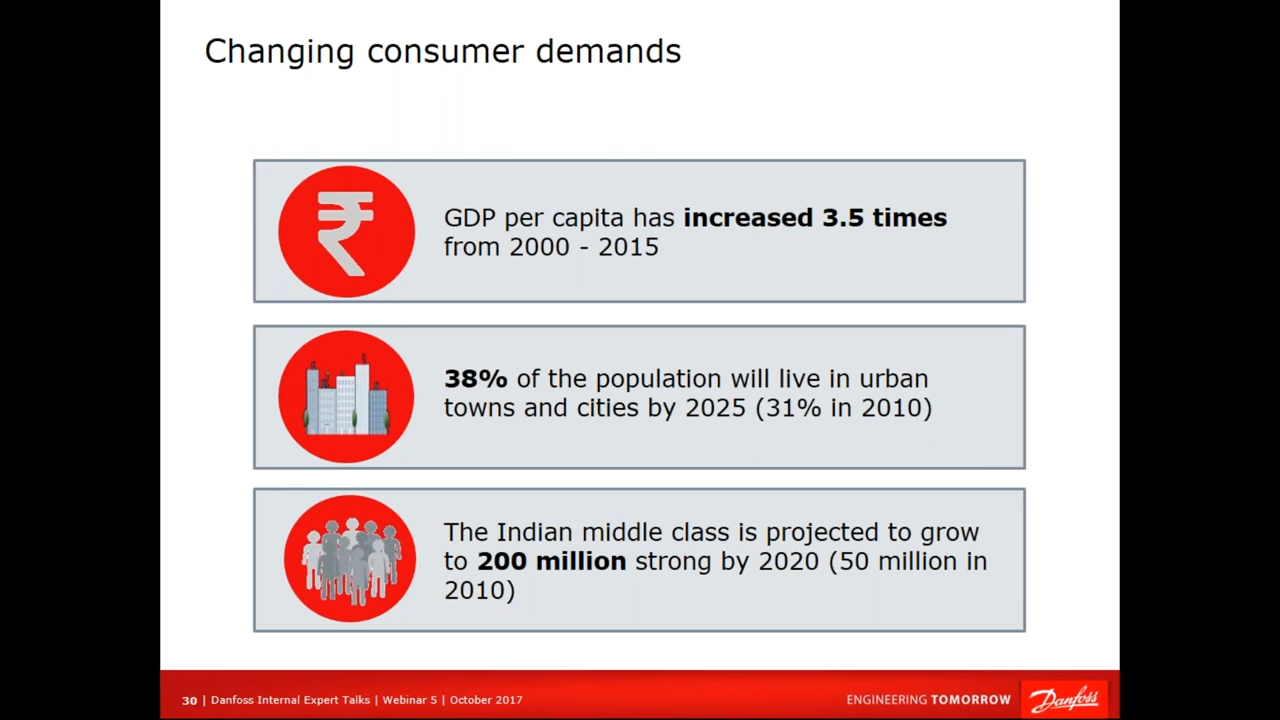 Changing consumer demands
₹
GDP per capita has increased 3.5 times
from 2000 - 2015
38% of the population will live in urban
towns and cities by 2025 (31% in 2010)
The Indian middle class is projected to grow
to 200 million strong by 2020 (50 million in
2010)
30 | Danfoss Internal Expert Talks | Webinar 5 | October 2017
ENGINEERING TOMORROW
Danfoss